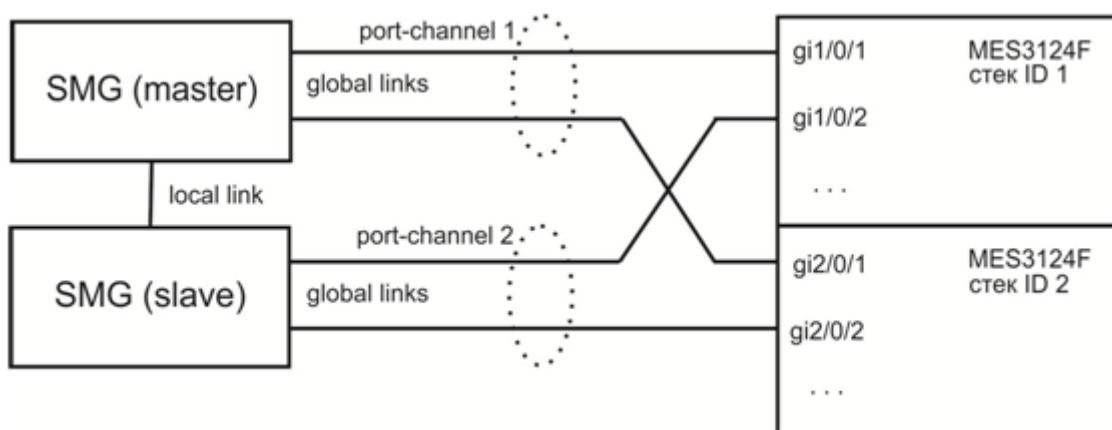 SMG (master)
port-channel 1
global links
local link
SMG (slave)
port-channel 2
global links
gi1/0/1
MES3124F
стек ID 1
gi1/0/2
. . .
gi2/0/1
MES3124F
стек ID 2
gi2/0/2
. . .